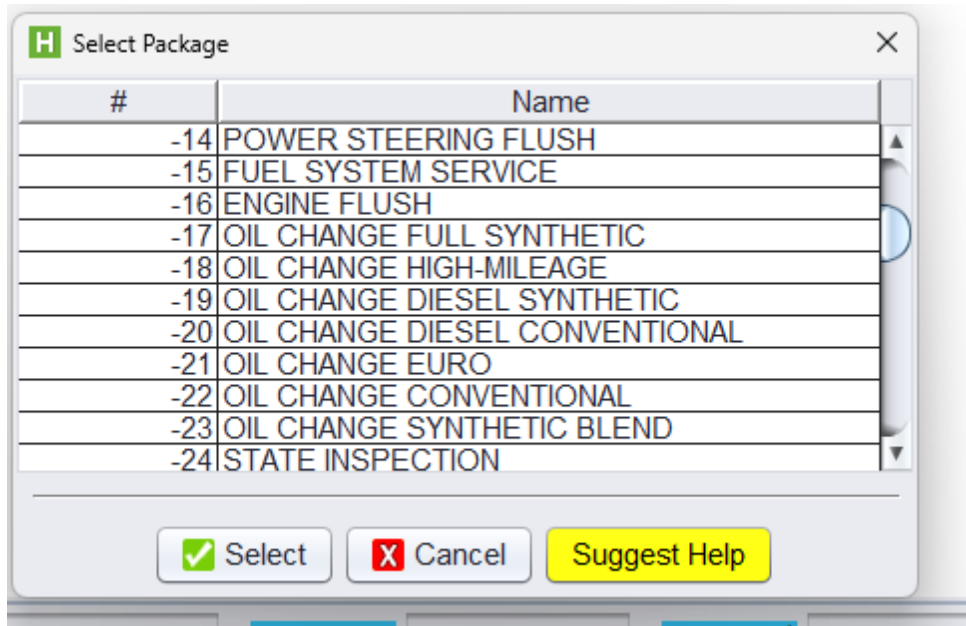 H Select Package
# Name
-14 POWER STEERING FLUSH
-15 FUEL SYSTEM SERVICE
-16 ENGINE FLUSH
-17 OIL CHANGE FULL SYNTHETIC
-18 OIL CHANGE HIGH-MILEAGE
-19 OIL CHANGE DIESEL SYNTHETIC
-20 OIL CHANGE DIESEL CONVENTIONAL
-21 OIL CHANGE EURO
-22 OIL CHANGE CONVENTIONAL
-23 OIL CHANGE SYNTHETIC BLEND
-24 STATE INSPECTION
Select X Cancel Suggest Help